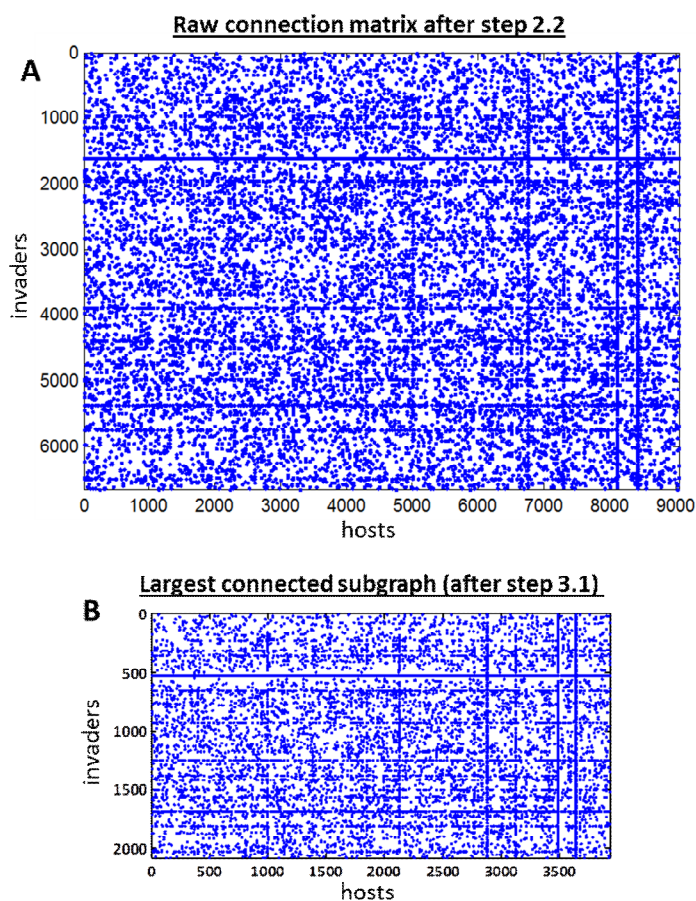 Raw connection matrix after step 2.2
A
0
1000
2000
3000
4000
5000
6000
invaders
0 1000 2000 3000 4000 5000 6000 7000 8000 9000
hosts
Largest connected subgraph (after step 3.1)
B
0
500
1000
1500
2000
invaders
0 500 1000 1500 2000 2500 3000 3500
hosts